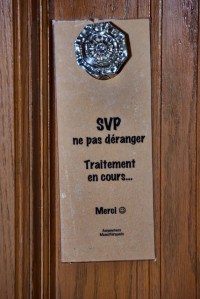 SVP
ne pas déranger
Traitement
en cours...
Merci ☺